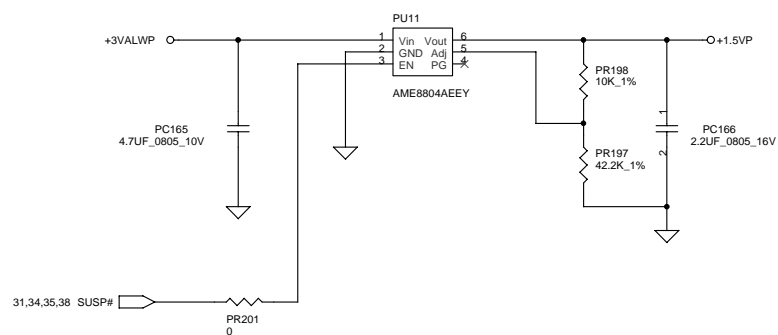 PU11
+3VALWP
1
Vin
Vout
6
+1.5VP
2
GND
Adj
5
3
EN
PG
4
AME8804AEEY
PR198
10K_1%
PC165
4.7UF_0805_10V
1
PC166
2.2UF_0805_16V
2
PR197
42.2K_1%
31,34,35,38 SUSP#
PR201
0